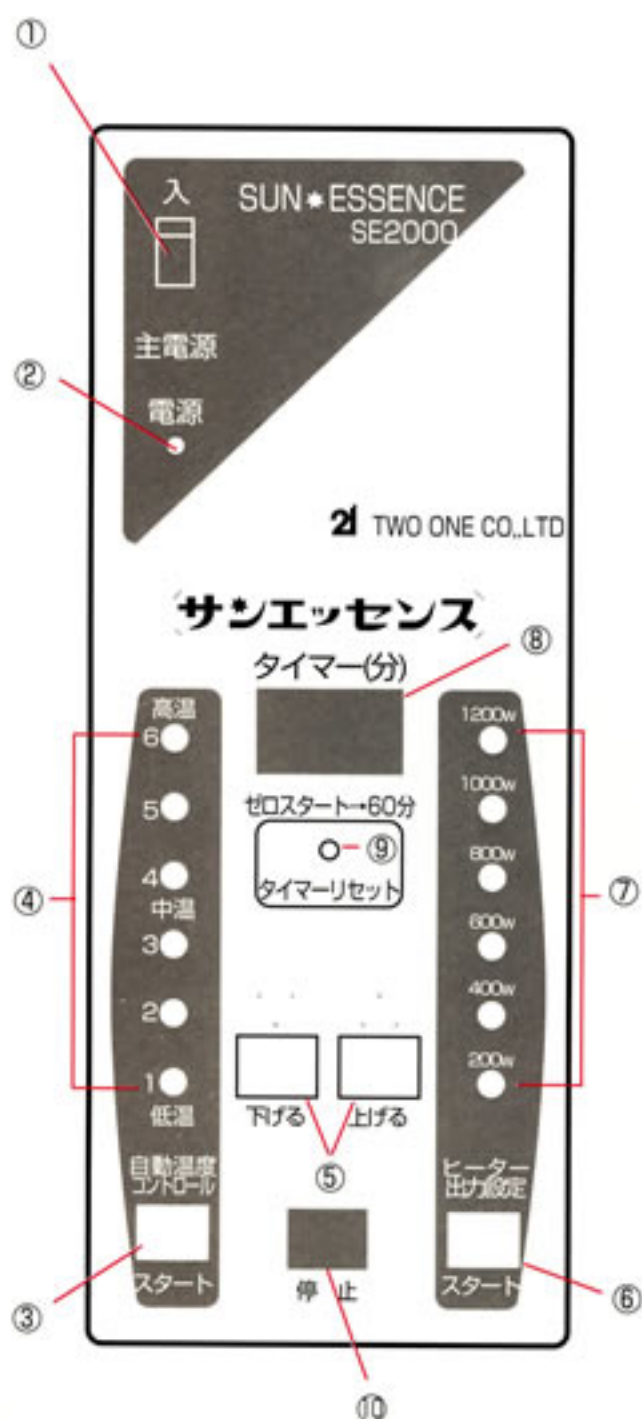 ①
入
SUN✷ESSENCE
SE2000
主電源
②
電源
21 TWO ONE CO.,LTD
サンエッセンス
タイマー(分)
⑧
高温
6
5
4
中温
3
2
1
低温
④
ゼロスタート→60分
⑨
タイマーリセット
1200w
1000w
800w
600w
400w
200w
⑦
下げる
上げる
⑤
自動温度
コントロール
スタート
③
停止
⑩
ヒーター
出力設定
スタート
⑥